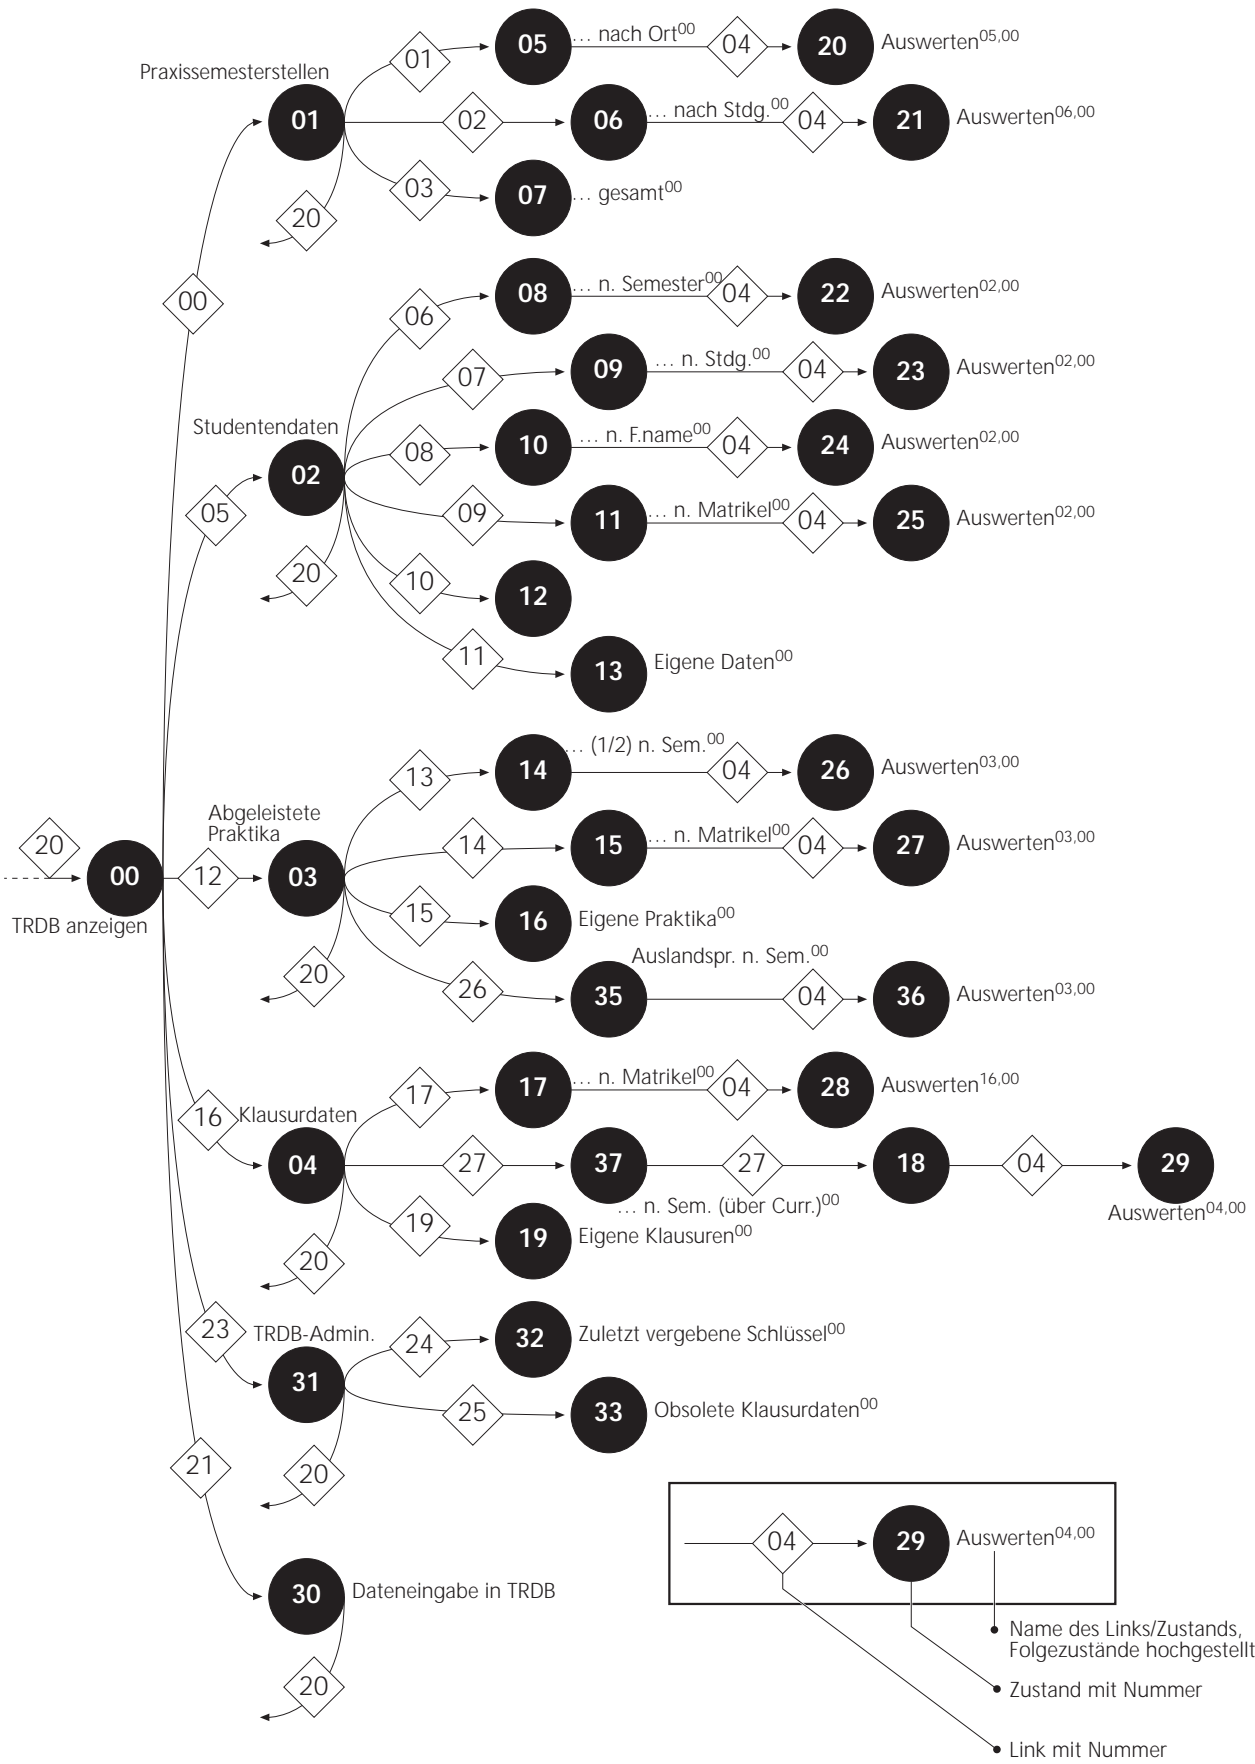 01 05 … nach Ort00 04 20 Auswerten05,00
Praxissemesterstellen
01 02 06 … nach Stdg.00 04 21 Auswerten06,00
03 07 … gesamt00
20
00
06 08 … n. Semester00 04 22 Auswerten02,00
07 09 … n. Stdg.00 04 23 Auswerten02,00
Studentendaten
08 10 … n. F.name00 04 24 Auswerten02,00
02
05 09 11 … n. Matrikel00 04 25 Auswerten02,00
20 10 12
11 13 Eigene Daten00
13 14 … (1/2) n. Sem.00 04 26 Auswerten03,00
Abgeleistete
Praktika
14 15 … n. Matrikel00 04 27 Auswerten03,00
20
00 12 03
TRDB anzeigen
15 16 Eigene Praktika00
Auslandspr. n. Sem.00
20 26 35 04 36 Auswerten03,00
17 17 … n. Matrikel00 04 28 Auswerten16,00
16 Klausurdaten
04 27 37 27 18 04 29
… n. Sem. (über Curr.)00
Auswerten04,00
19 19 Eigene Klausuren00
20
23 TRDB-Admin. 24 32 Zuletzt vergebene Schlüssel00
31
25 33 Obsolete Klausurdaten00
21 20
04 29 Auswerten04,00
30 Dateneingabe in TRDB
Name des Links/Zustands,
Folgezustände hochgestellt
20
Zustand mit Nummer
Link mit Nummer